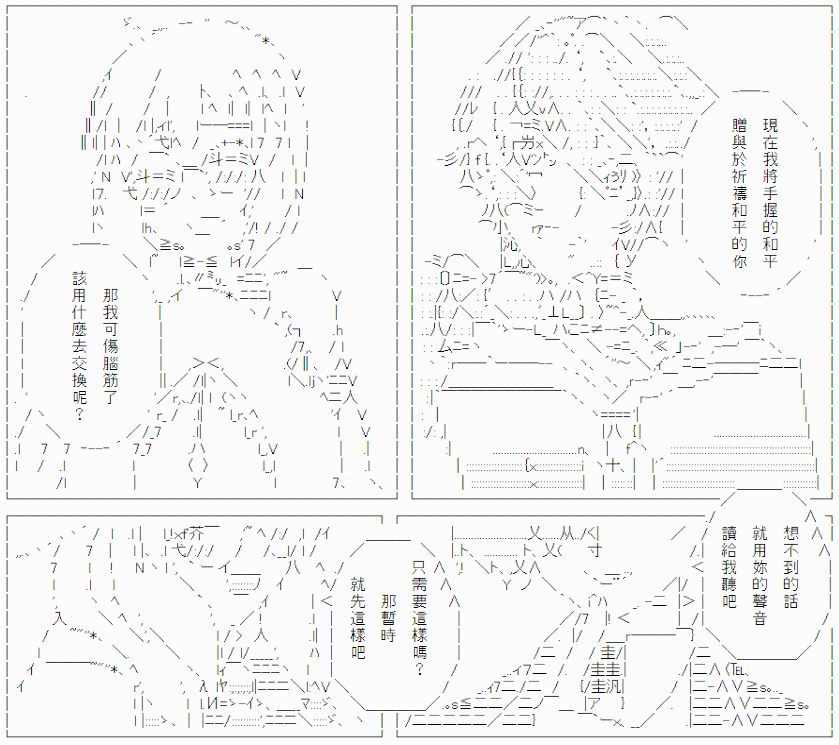 現在我將手握的和平
贈與於祈禱和平的你
那我可傷腦筋了
該用什麼去交換呢？
想不到的話
就用妳的聲音
讀給我聽吧
只需要這樣嗎？
那暫時
就先這樣吧